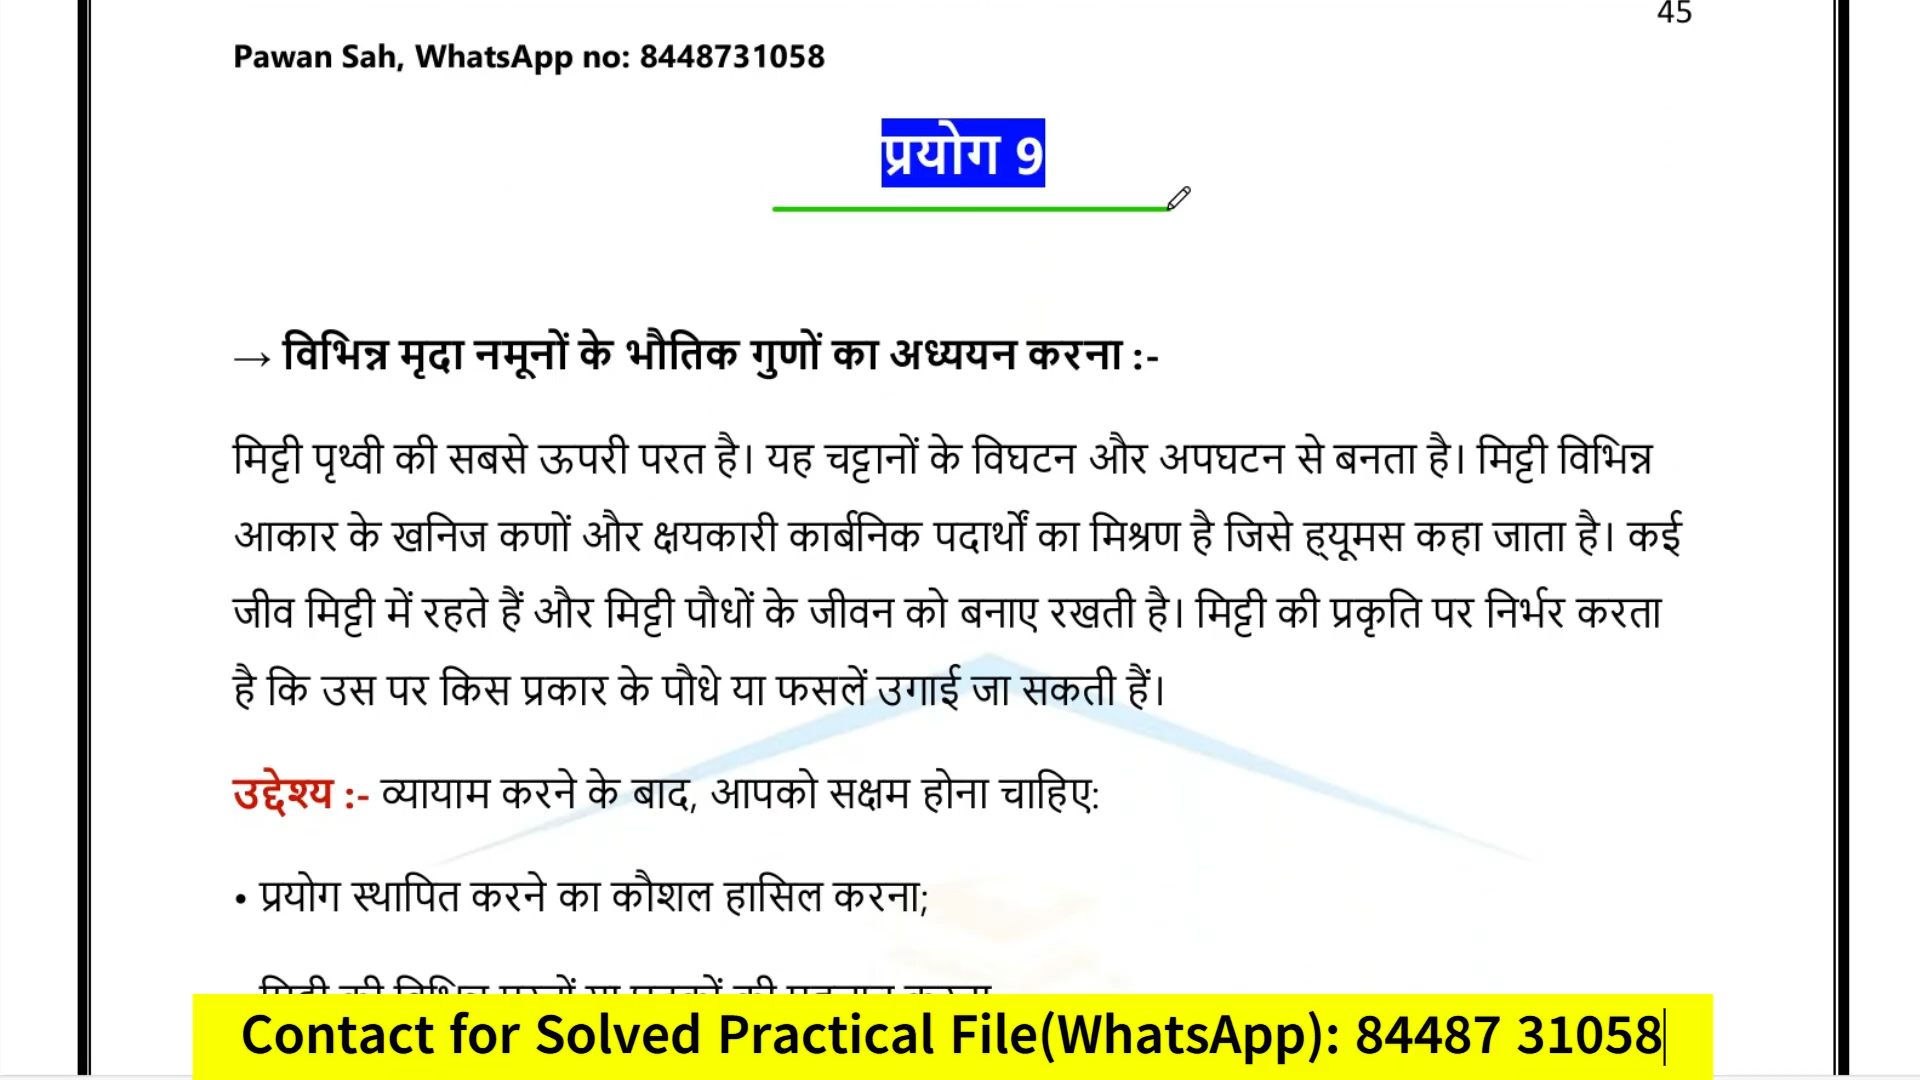 45
Pawan Sah, WhatsApp no: 8448731058
प्रयोग 9
→ विभिन्न मृदा नमूनों के भौतिक गुणों का अध्ययन करना :-
मिट्टी पृथ्वी की सबसे ऊपरी परत है। यह चट्टानों के विघटन और अपघटन से बनता है। मिट्टी विभिन्न
आकार के खनिज कणों और क्षयकारी कार्बनिक पदार्थों का मिश्रण है जिसे ह्यूमस कहा जाता है। कई
जीव मिट्टी में रहते हैं और मिट्टी पौधों के जीवन को बनाए रखती है। मिट्टी की प्रकृति पर निर्भर करता
है कि उस पर किस प्रकार के पौधे या फसलें उगाई जा सकती हैं।
उद्देश्य :- व्यायाम करने के बाद, आपको सक्षम होना चाहिए:
• प्रयोग स्थापित करने का कौशल हासिल करना;
Contact for Solved Practical File(WhatsApp): 84487 31058